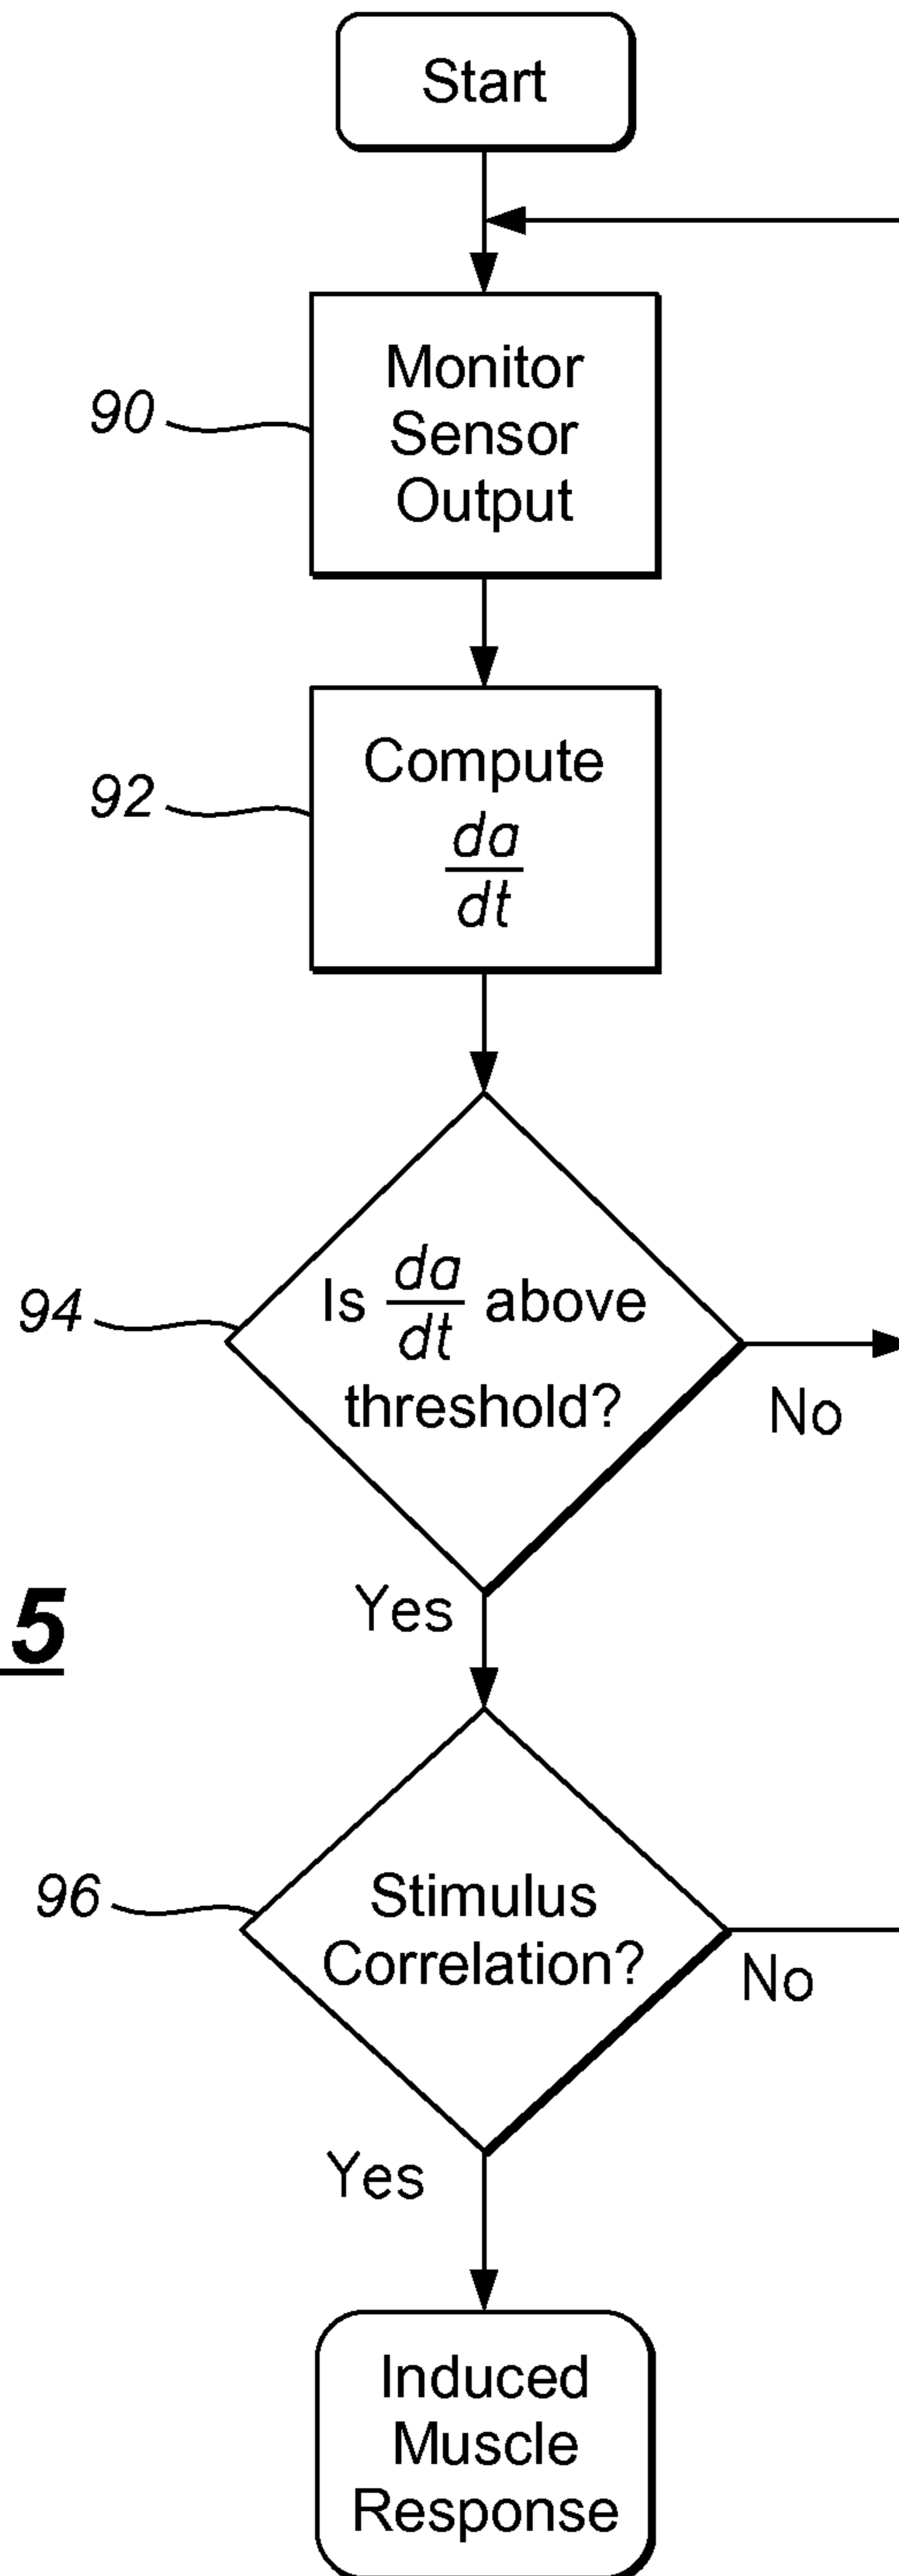 Start
90
Monitor
Sensor
Output
92
Compute
da
dt
94
Is da/dt above
threshold?
No
Yes
5
96
Stimulus
Correlation?
No
Yes
Induced
Muscle
Response